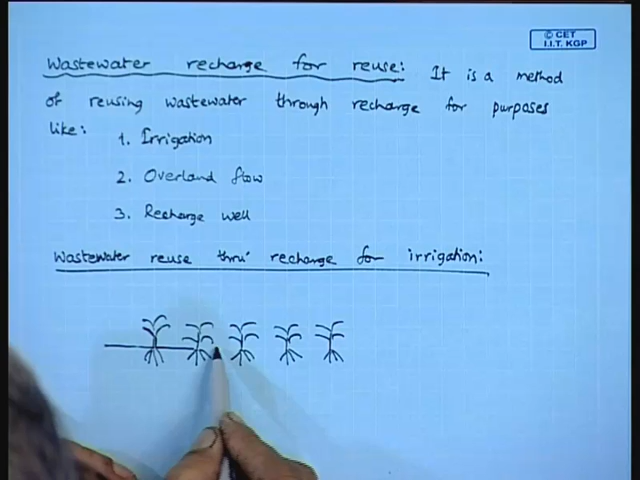 © CET
I.I.T. KGP
Wastewater recharge for reuse: It is a method
of reusing wastewater through recharge for purposes
like:
1. Irrigation
2. Overland flow
3. Recharge well
Wastewater reuse thru' recharge for irrigation: